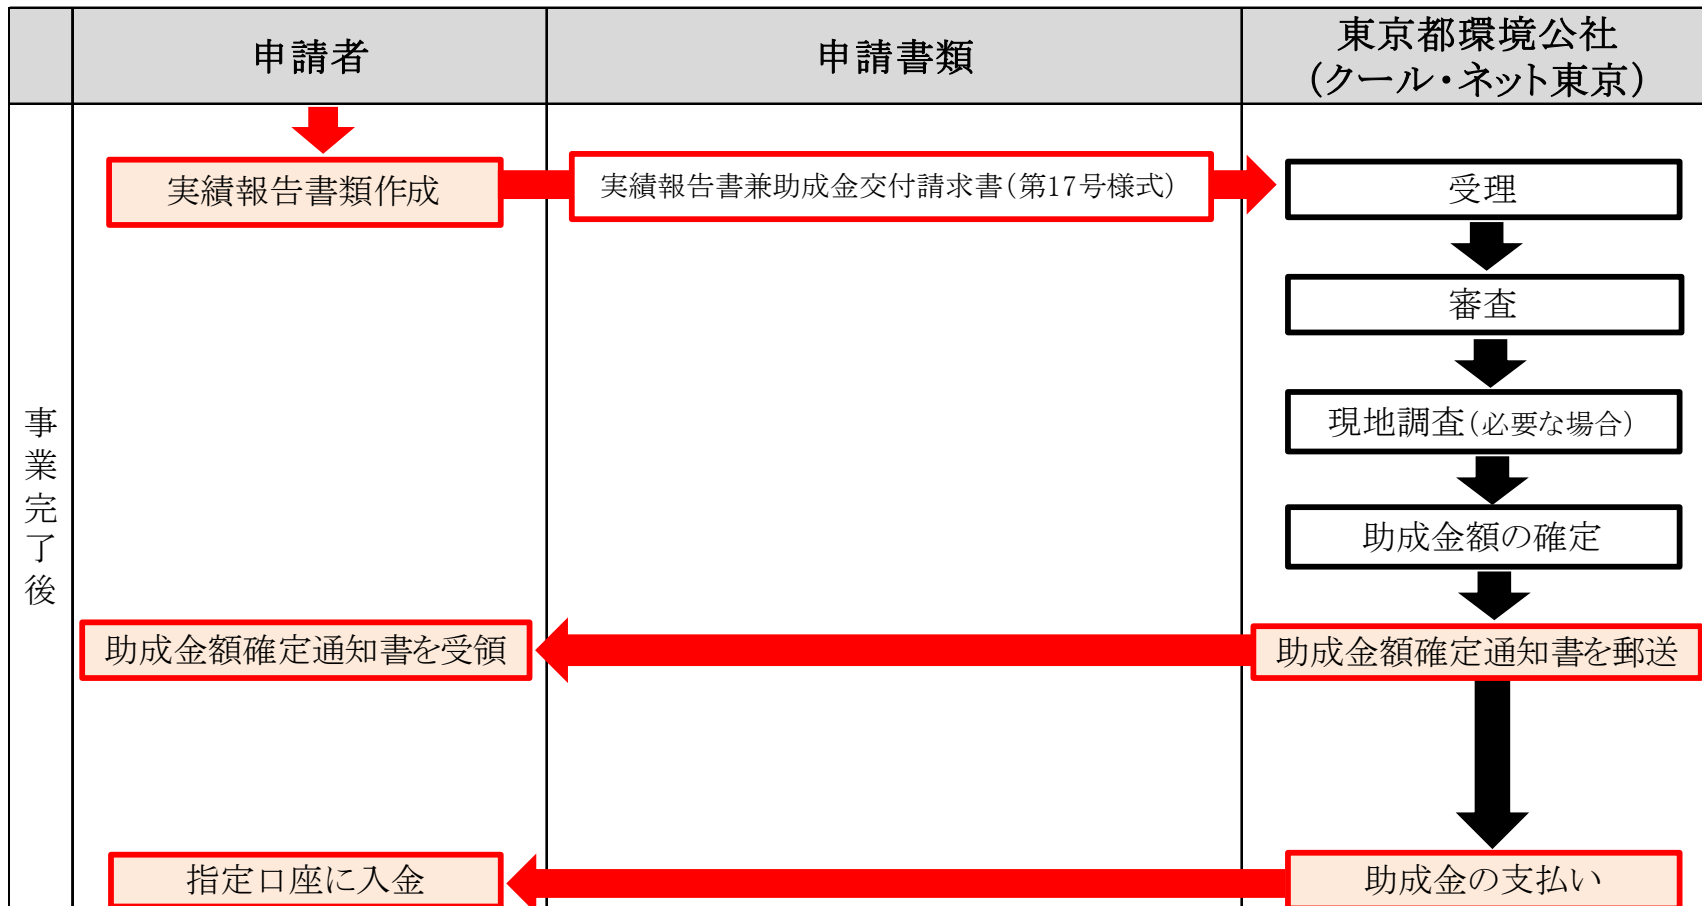 申請者
申請書類
東京都環境公社
(クール・ネット東京)
事業完了後
実績報告書類作成
実績報告書兼助成金交付請求書(第17号様式)
受理
審査
現地調査(必要な場合)
助成金額の確定
助成金額確定通知書を受領
助成金額確定通知書を郵送
指定口座に入金
助成金の支払い